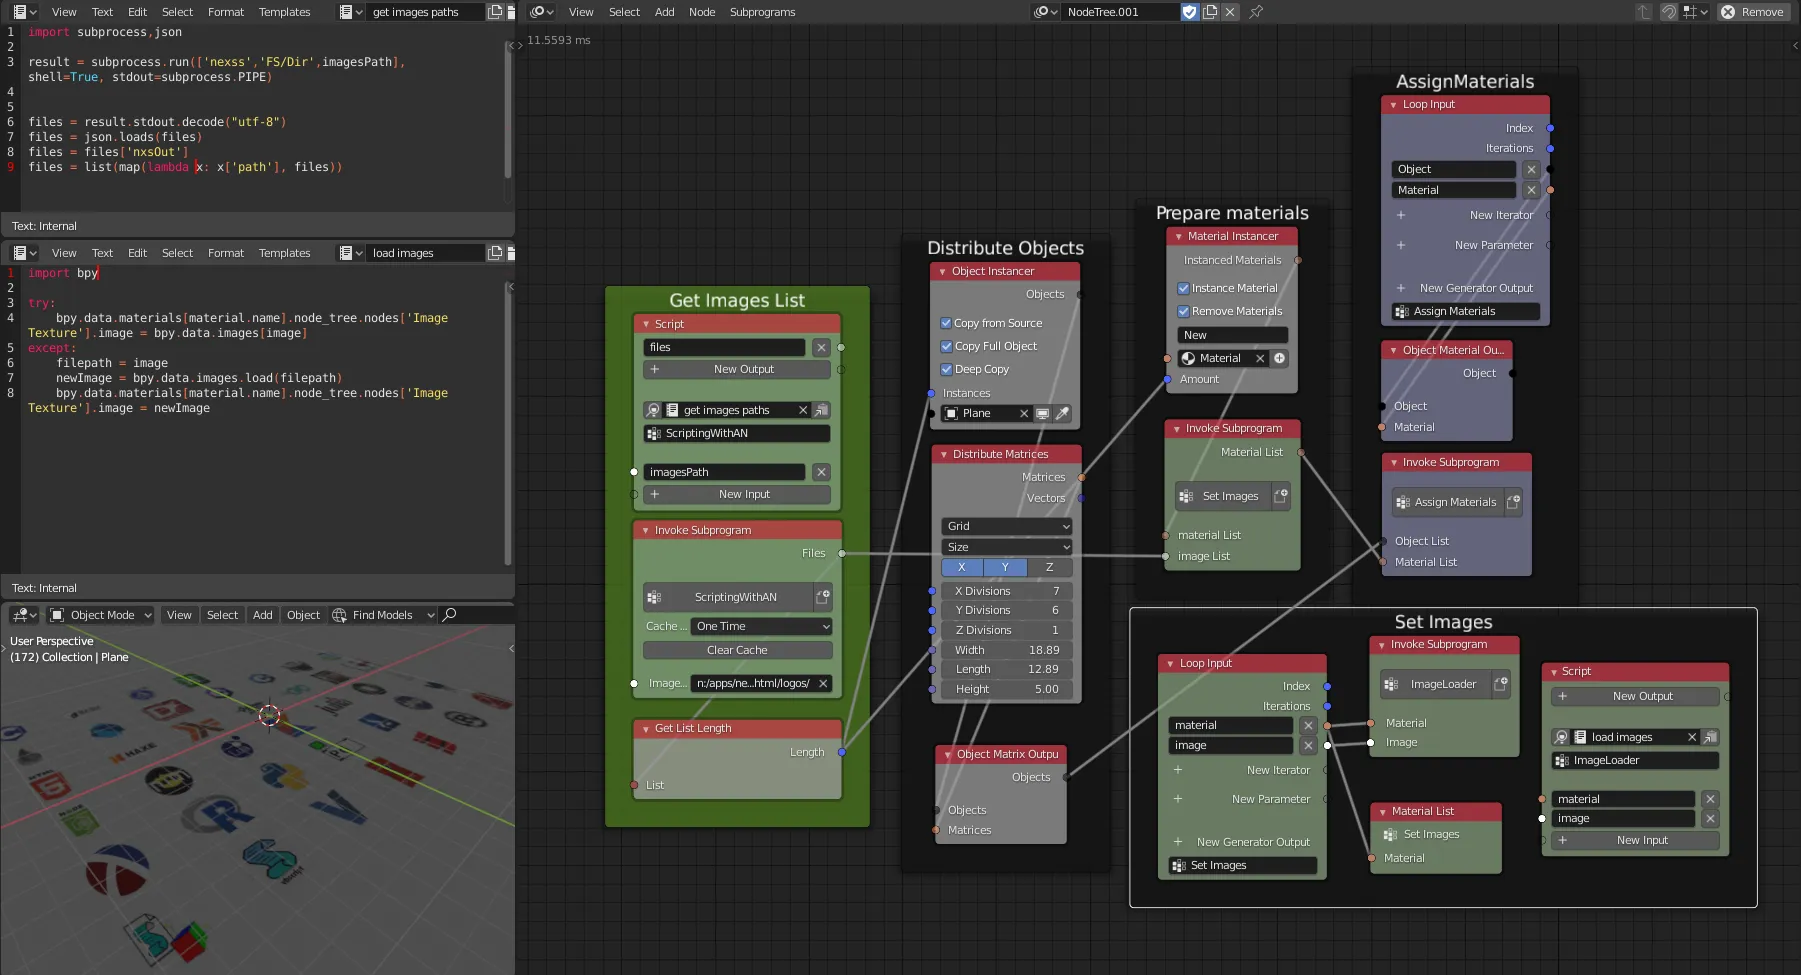 View Text Edit Select Format Templates get images paths
1 import subprocess,json
2
3 result = subprocess.run(['nexss','FS/Dir',imagesPath],
shell=True, stdout=subprocess.PIPE)
4
5
6 files = result.stdout.decode("utf-8")
7 files = json.loads(files)
8 files = files['nxsOut']
9 files = list(map(lambda x: x['path'], files))
Text: Internal
View Text Edit Select Format Templates load images
1 import bpy
2
3 try:
4 bpy.data.materials[material.name].node_tree.nodes['Image
Texture'].image = bpy.data.images[image]
5 except:
6 filepath = image
7 newImage = bpy.data.images.load(filepath)
8 bpy.data.materials[material.name].node_tree.nodes['Image
Texture'].image = newImage
Text: Internal
Object Mode View Select Add Object Find Models
User Perspective
(172) Collection | Plane
HAXE
View Select Add Node Subprograms NodeTree.001 Remove
11.5593 ms
Get Images List
Script
files
New Output
get images paths
ScriptingWithAN
imagesPath
New Input
Invoke Subprogram
Files
ScriptingWithAN
Cache ... One Time
Clear Cache
Image... n:/apps/ne...html/logos/
Get List Length
Length
List
Distribute Objects
Object Instancer
Objects
Copy from Source
Copy Full Object
Deep Copy
Instances
Plane
Distribute Matrices
Matrices
Vectors
Grid
Size
X Y Z
X Divisions 7
Y Divisions 6
Z Divisions 1
Width 18.89
Length 12.89
Height 5.00
Object Matrix Outpu
Objects
Objects
Matrices
Prepare materials
Material Instancer
Instanced Materials
Instance Material
Remove Materials
New
Material
Amount
Invoke Subprogram
Material List
Set Images
material List
image List
AssignMaterials
Loop Input
Index
Iterations
Object
Material
New Iterator
New Parameter
New Generator Output
Assign Materials
Object Material Ou...
Object
Object
Material
Invoke Subprogram
Assign Materials
Object List
Material List
Set Images
Loop Input
Index
Iterations
material
image
New Iterator
New Parameter
New Generator Output
Set Images
Invoke Subprogram
ImageLoader
Material
Image
Material List
Set Images
Material
Script
New Output
load images
ImageLoader
material
image
New Input